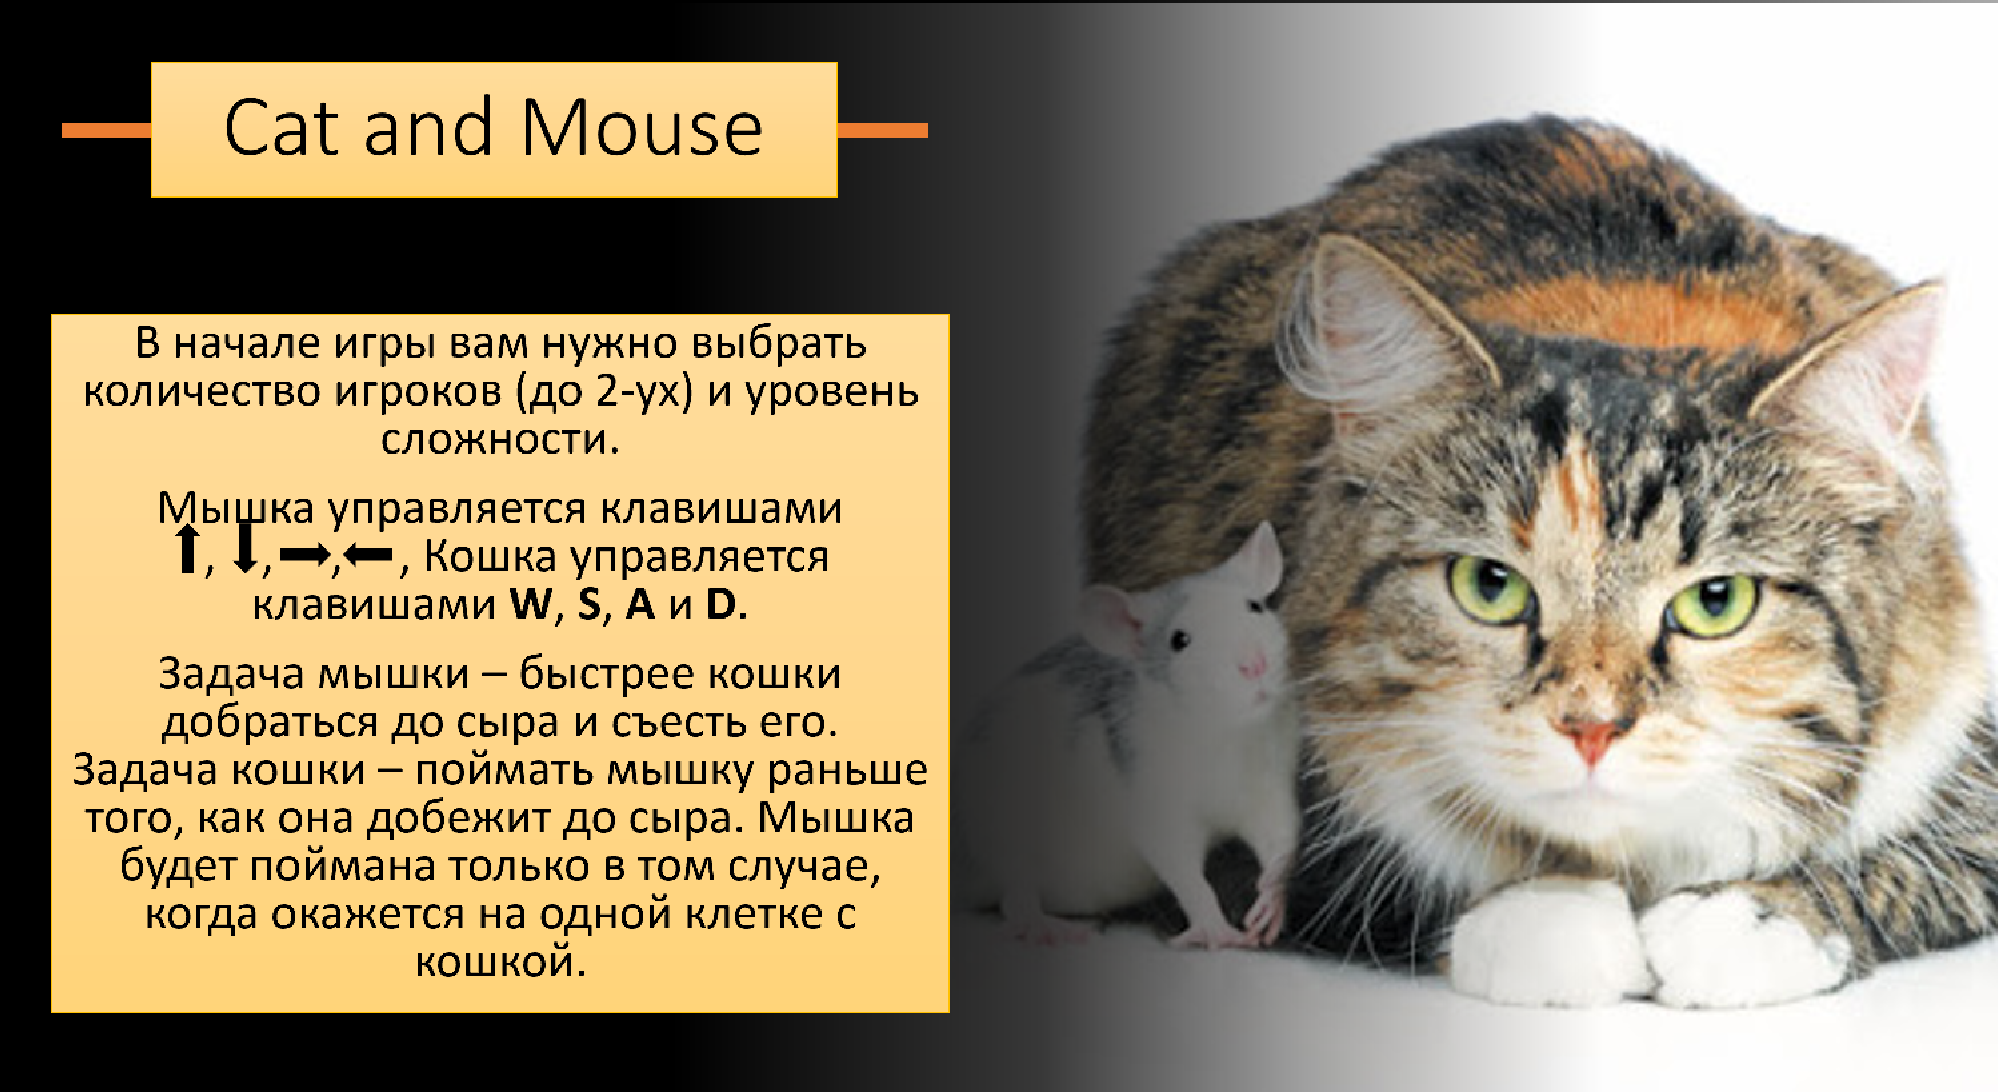 Cat and Mouse
В начале игры вам нужно выбрать
количество игроков (до 2-ух) и уровень
сложности.
Мышка управляется клавишами
⬆, ⬇, ➡,⬅, Кошка управляется
клавишами W, S, A и D.
Задача мышки – быстрее кошки
добраться до сыра и съесть его.
Задача кошки – поймать мышку раньше
того, как она добежит до сыра. Мышка
будет поймана только в том случае,
когда окажется на одной клетке с
кошкой.